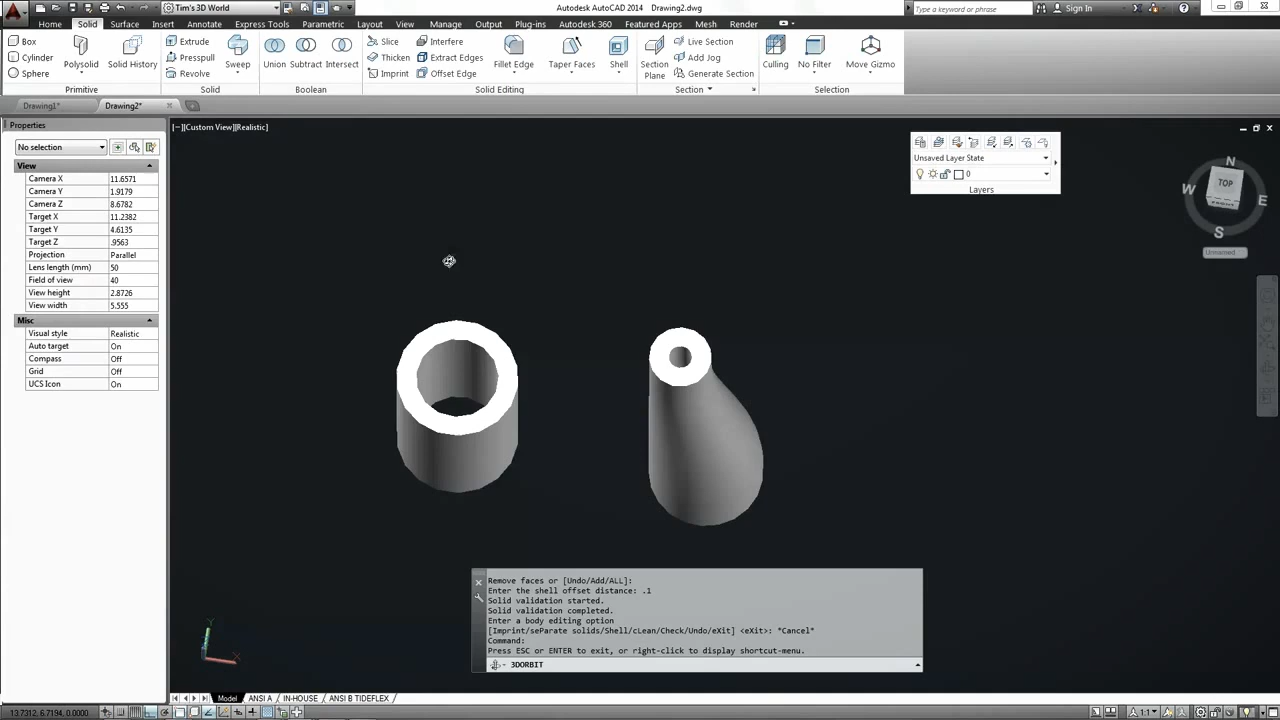 Tim's 3D World
Autodesk AutoCAD 2014 Drawing2.dwg
Type a keyword or phrase
Sign In
Home Solid Surface Insert Annotate Express Tools Parametric Layout View Manage Output Plug-ins Autodesk 360 Featured Apps Mesh Render
Box
Cylinder
Sphere
Polysolid
Solid History
Primitive
Extrude
Presspull
Revolve
Sweep
Solid
Union Subtract Intersect
Boolean
Slice
Thicken
Imprint
Interfere
Extract Edges
Offset Edge
Fillet Edge
Taper Faces
Shell
Solid Editing
Section
Plane
Live Section
Add Jog
Generate Section
Section
Culling
No Filter
Move Gizmo
Selection
Drawing1*
Drawing2*
Properties
No selection
View
Camera X 11.6571
Camera Y 1.9179
Camera Z 8.6782
Target X 11.2382
Target Y 4.6135
Target Z .9563
Projection Parallel
Lens length (mm) 50
Field of view 40
View height 2.8726
View width 5.555
Misc
Visual style Realistic
Auto target On
Compass Off
Grid Off
UCS Icon On
[−][Custom View][Realistic]
Unsaved Layer State
0
Layers
N
W
TOP
E
S
Unnamed
Remove faces or [Undo/Add/ALL]:
Enter the shell offset distance: .1
Solid validation started.
Solid validation completed.
Enter a body editing option
[Imprint/seParate solids/Shell/cLean/Check/Undo/eXit] <eXit>: *Cancel*
Command:
Press ESC or ENTER to exit, or right-click to display shortcut-menu.
3DORBIT
Y
X
Model ANSI A IN-HOUSE ANSI B TIDEFLEX
13.7312, 6.7194, 0.0000
1:1